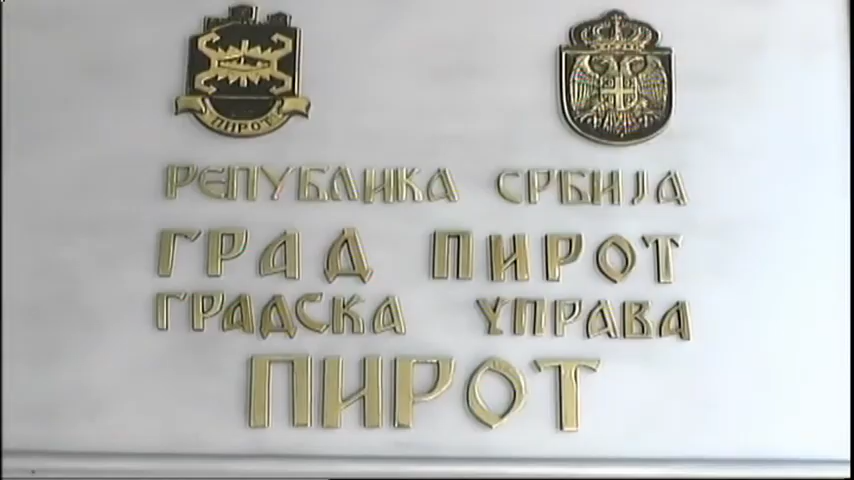 ПИРОТ
РЕПУБЛИКА СРБИЈА
ГРАД ПИРОТ
ГРАДСКА УПРАВА
ПИРОТ